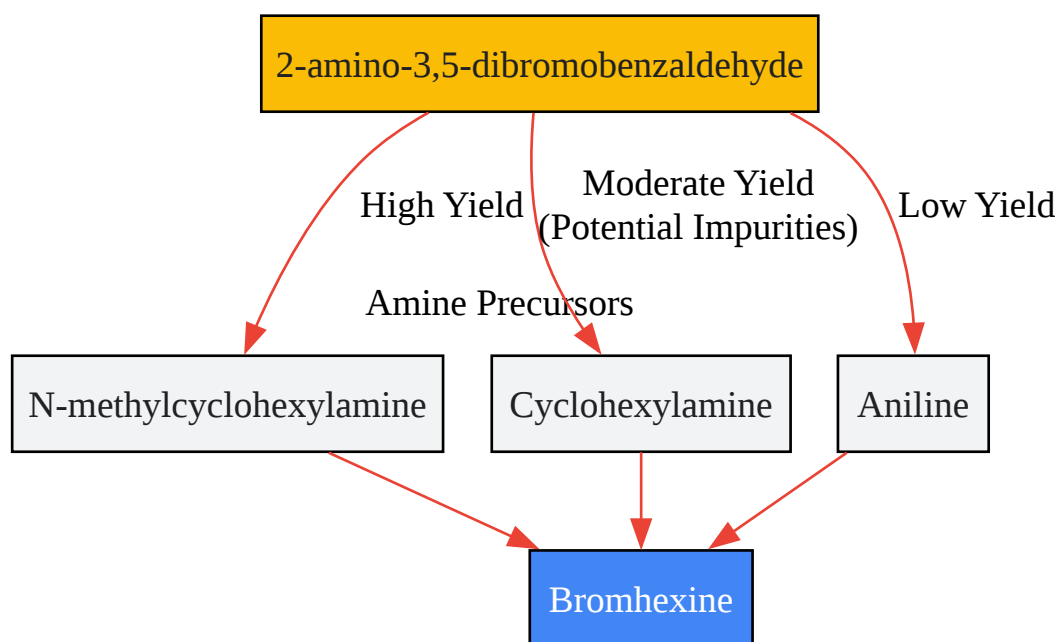 2-amino-3,5-dibromobenzaldehyde
High Yield
Moderate Yield
(Potential Impurities)
Low Yield
Amine Precursors
N-methylcyclohexylamine
Cyclohexylamine
Aniline
Bromhexine